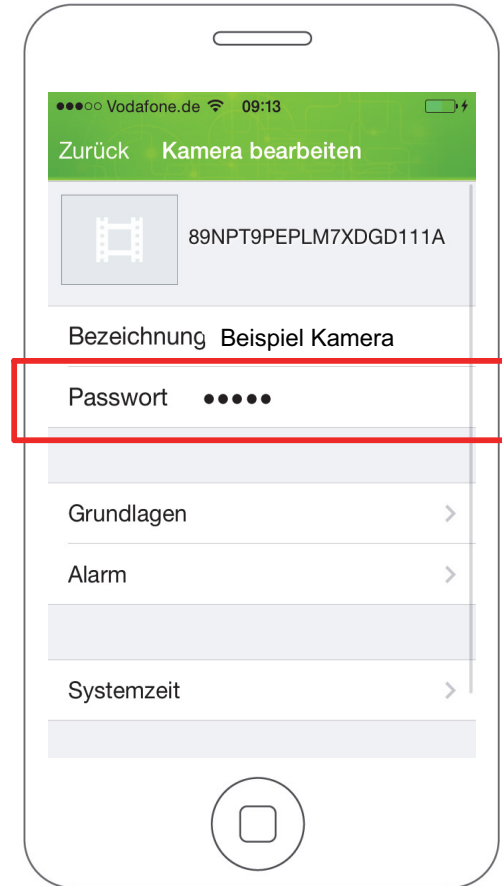 ●●●○○ Vodafone.de 09:13
Zurück Kamera bearbeiten
89NPT9PEPLM7XDGD111A
Bezeichnung Beispiel Kamera
Passwort ●●●●●
Grundlagen
Alarm
Systemzeit